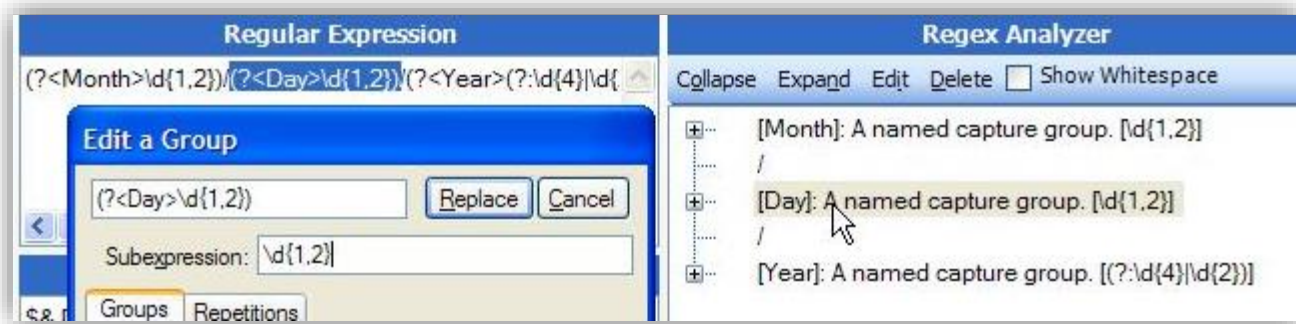 Regular Expression
(?<Month>\d{1,2})/(?<Day>\d{1,2})/(?<Year>(?:\d{4}|\d{
Edit a Group
(?<Day>\d{1,2})
Replace
Cancel
Subexpression: \d{1,2}
Groups
Repetitions
$&
Regex Analyzer
Collapse Expand Edit Delete Show Whitespace
[Month]: A named capture group. [\d{1,2}]
/
[Day]: A named capture group. [\d{1,2}]
/
[Year]: A named capture group. [(?:\d{4}|\d{2})]